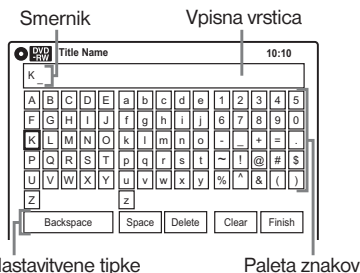 Smernik Vpisna vrstica
DVD -RW Title Name 10:10
K_
A B C D E a b c d e 1 2 3 4 5
F G H I J f g h i j 6 7 8 9 0
K L M N O k l m n o - _ + = .
P Q R S T p q r s t ~ ! @ # $
U V W X Y u v w x y % ^ & ( )
Z z
Backspace Space Delete Clear Finish
Nastavitvene tipke Paleta znakov